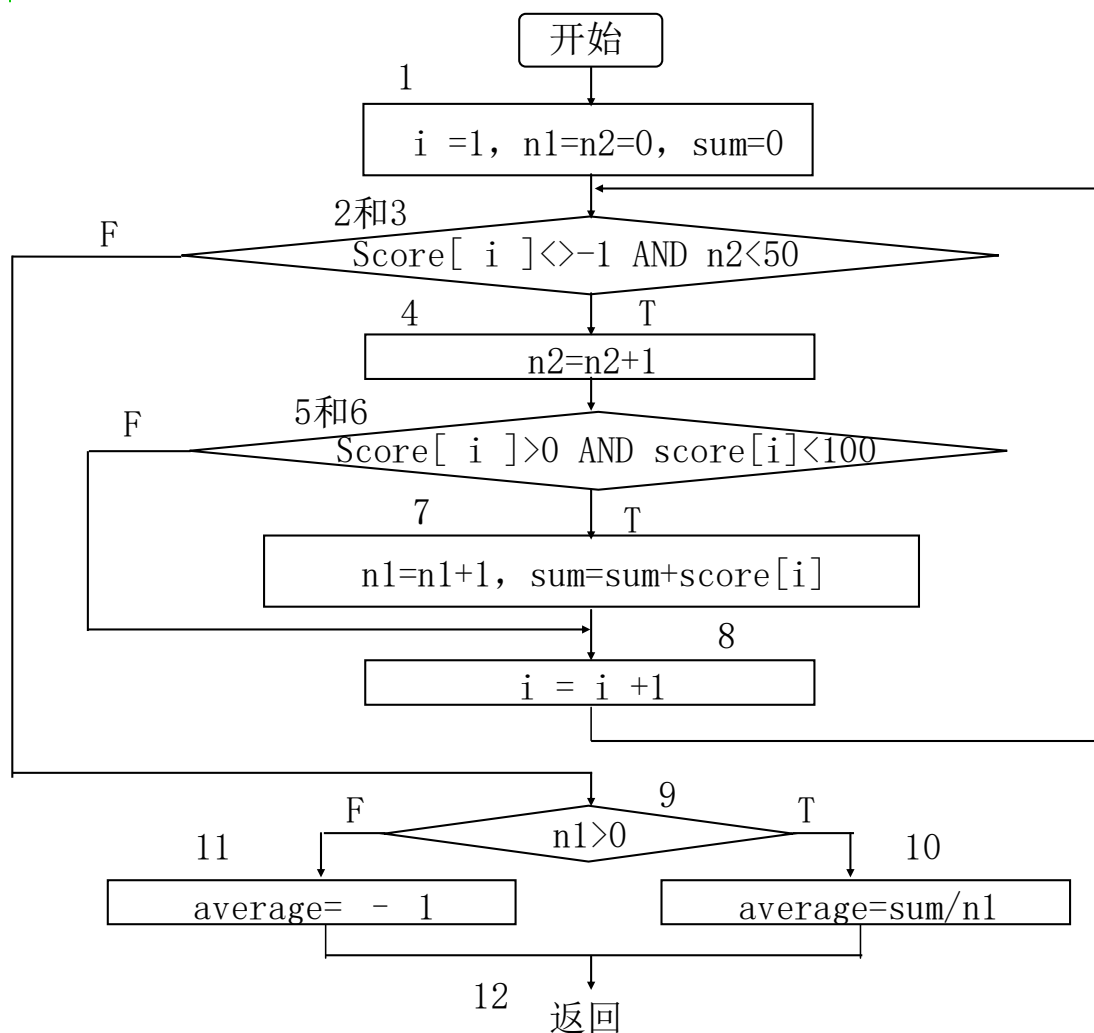 开始
1
i =1, n1=n2=0, sum=0
2和3
F
Score[ i ]<>-1 AND n2<50
4
T
n2=n2+1
5和6
F
Score[ i ]>0 AND score[i]<100
7
T
n1=n1+1, sum=sum+score[i]
8
i = i +1
9
F
T
n1>0
11
10
average= – 1
average=sum/n1
12
返回